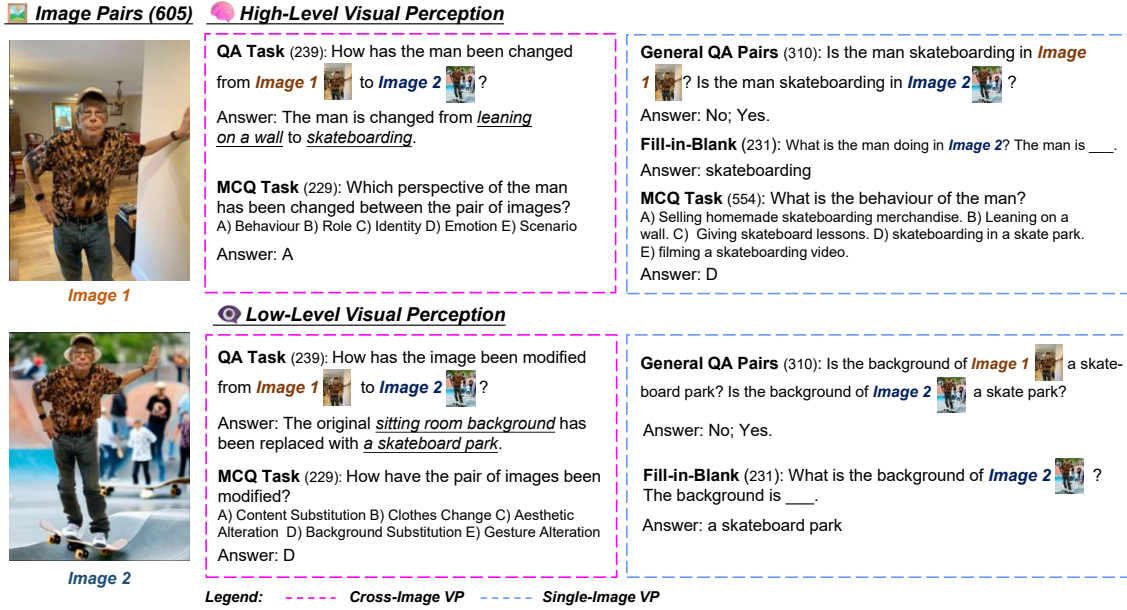 Image Pairs (605)
High-Level Visual Perception
Image 1
Image 2
QA Task (239): How has the man been changed
from Image 1 to Image 2 ?
Answer: The man is changed from leaning
on a wall to skateboarding.
MCQ Task (229): Which perspective of the man
has been changed between the pair of images?
A) Behaviour B) Role C) Identity D) Emotion E) Scenario
Answer: A
General QA Pairs (310): Is the man skateboarding in Image
1 ? Is the man skateboarding in Image 2 ?
Answer: No; Yes.
Fill-in-Blank (231): What is the man doing in Image 2? The man is ___.
Answer: skateboarding
MCQ Task (554): What is the behaviour of the man?
A) Selling homemade skateboarding merchandise. B) Leaning on a
wall. C) Giving skateboard lessons. D) skateboarding in a skate park.
E) filming a skateboarding video.
Answer: D
Low-Level Visual Perception
QA Task (239): How has the image been modified
from Image 1 to Image 2 ?
Answer: The original sitting room background has
been replaced with a skateboard park.
MCQ Task (229): How have the pair of images been
modified?
A) Content Substitution B) Clothes Change C) Aesthetic
Alteration D) Background Substitution E) Gesture Alteration
Answer: D
General QA Pairs (310): Is the background of Image 1 a skate-
board park? Is the background of Image 2 a skate park?
Answer: No; Yes.
Fill-in-Blank (231): What is the background of Image 2 ?
The background is ___.
Answer: a skateboard park
Legend: Cross-Image VP Single-Image VP